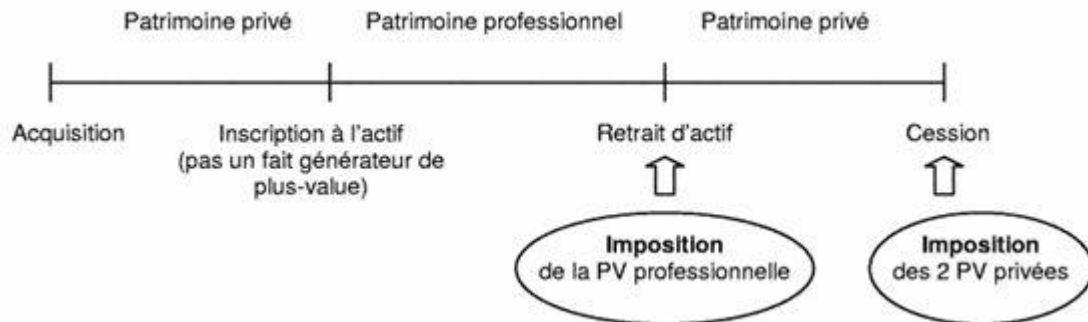 Patrimoine privé
Patrimoine professionnel
Patrimoine privé
Acquisition
Inscription à l'actif
(pas un fait générateur de
plus-value)
Retrait d'actif
Cession
Imposition
de la PV professionnelle
Imposition
des 2 PV privées